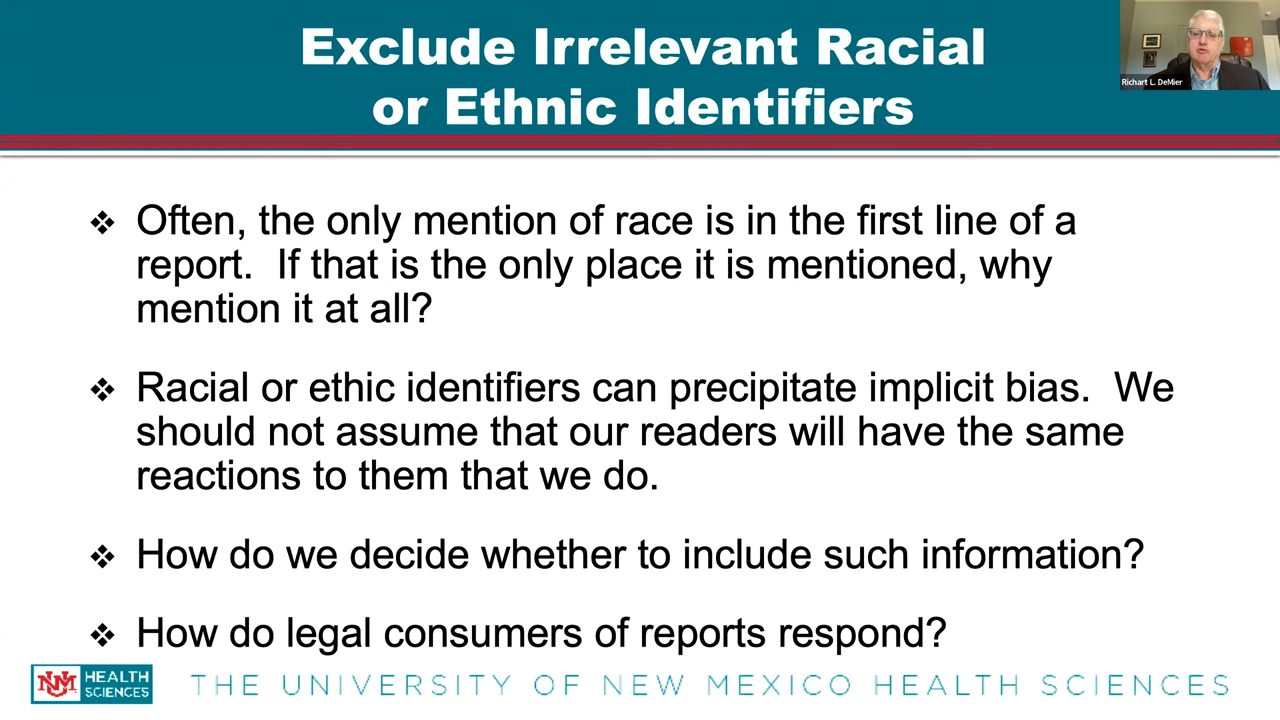 Exclude Irrelevant Racial
or Ethnic Identifiers
Richart L. DeMier
❖ Often, the only mention of race is in the first line of a
report.  If that is the only place it is mentioned, why
mention it at all?
❖ Racial or ethic identifiers can precipitate implicit bias.  We
should not assume that our readers will have the same
reactions to them that we do.
❖ How do we decide whether to include such information?
❖ How do legal consumers of reports respond?
UNM HEALTH
SCIENCES
THE UNIVERSITY OF NEW MEXICO HEALTH SCIENCES